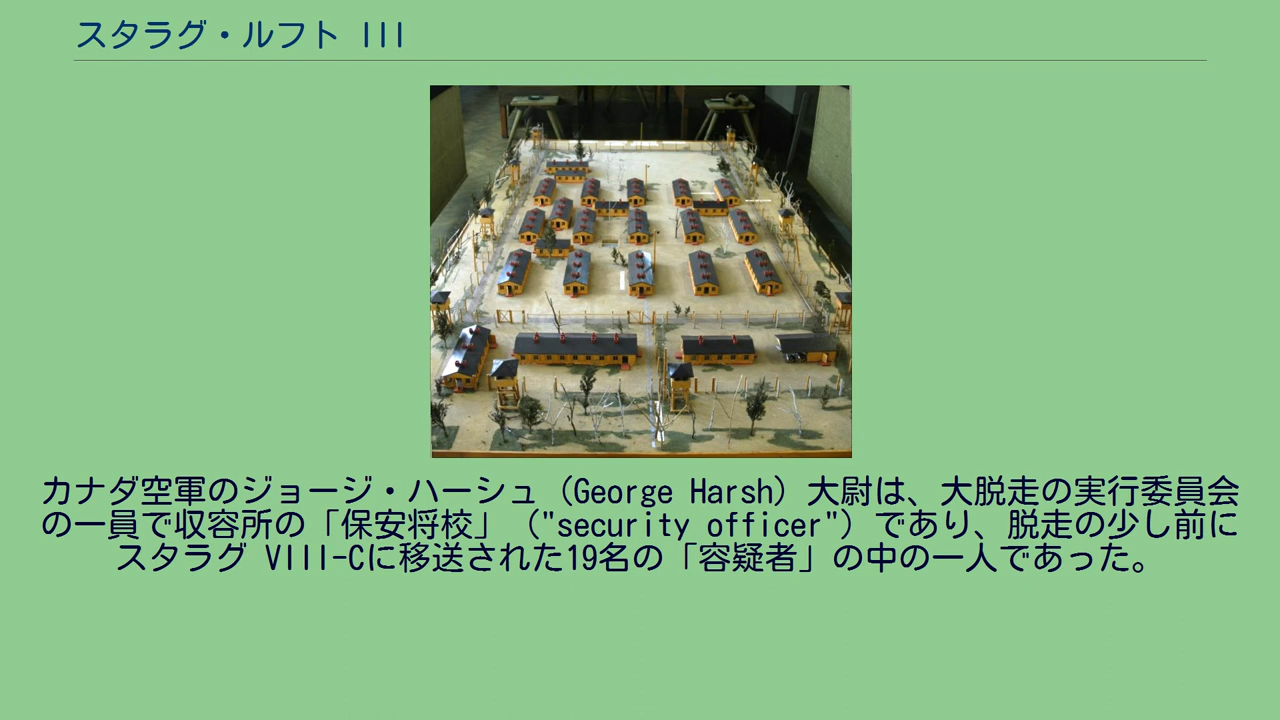 スタラグ・ルフト III
カナダ空軍のジョージ・ハーシュ（George Harsh）大尉は、大脱走の実行委員会
の一員で収容所の「保安将校」（"security officer"）であり、脱走の少し前に
スタラグ VIII-Cに移送された19名の「容疑者」の中の一人であった。